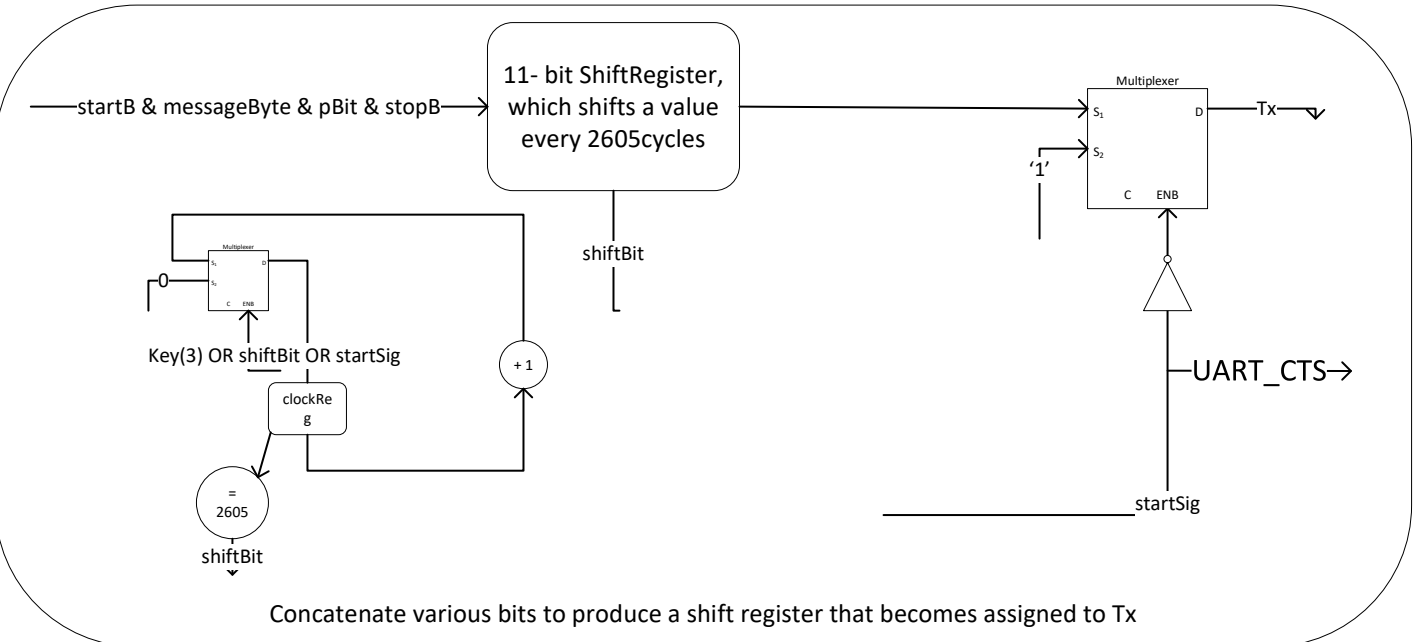 startB & messageByte & pBit & stopB
11- bit ShiftRegister,
which shifts a value
every 2605cycles
Multiplexer
S1
S2
D
C ENB
Tx
‘1’
shiftBit
Multiplexer
S1
S2
D
C ENB
0
Key(3) OR shiftBit OR startSig
clockRe
g
+ 1
=
2605
shiftBit
UART_CTS
startSig
Concatenate various bits to produce a shift register that becomes assigned to Tx